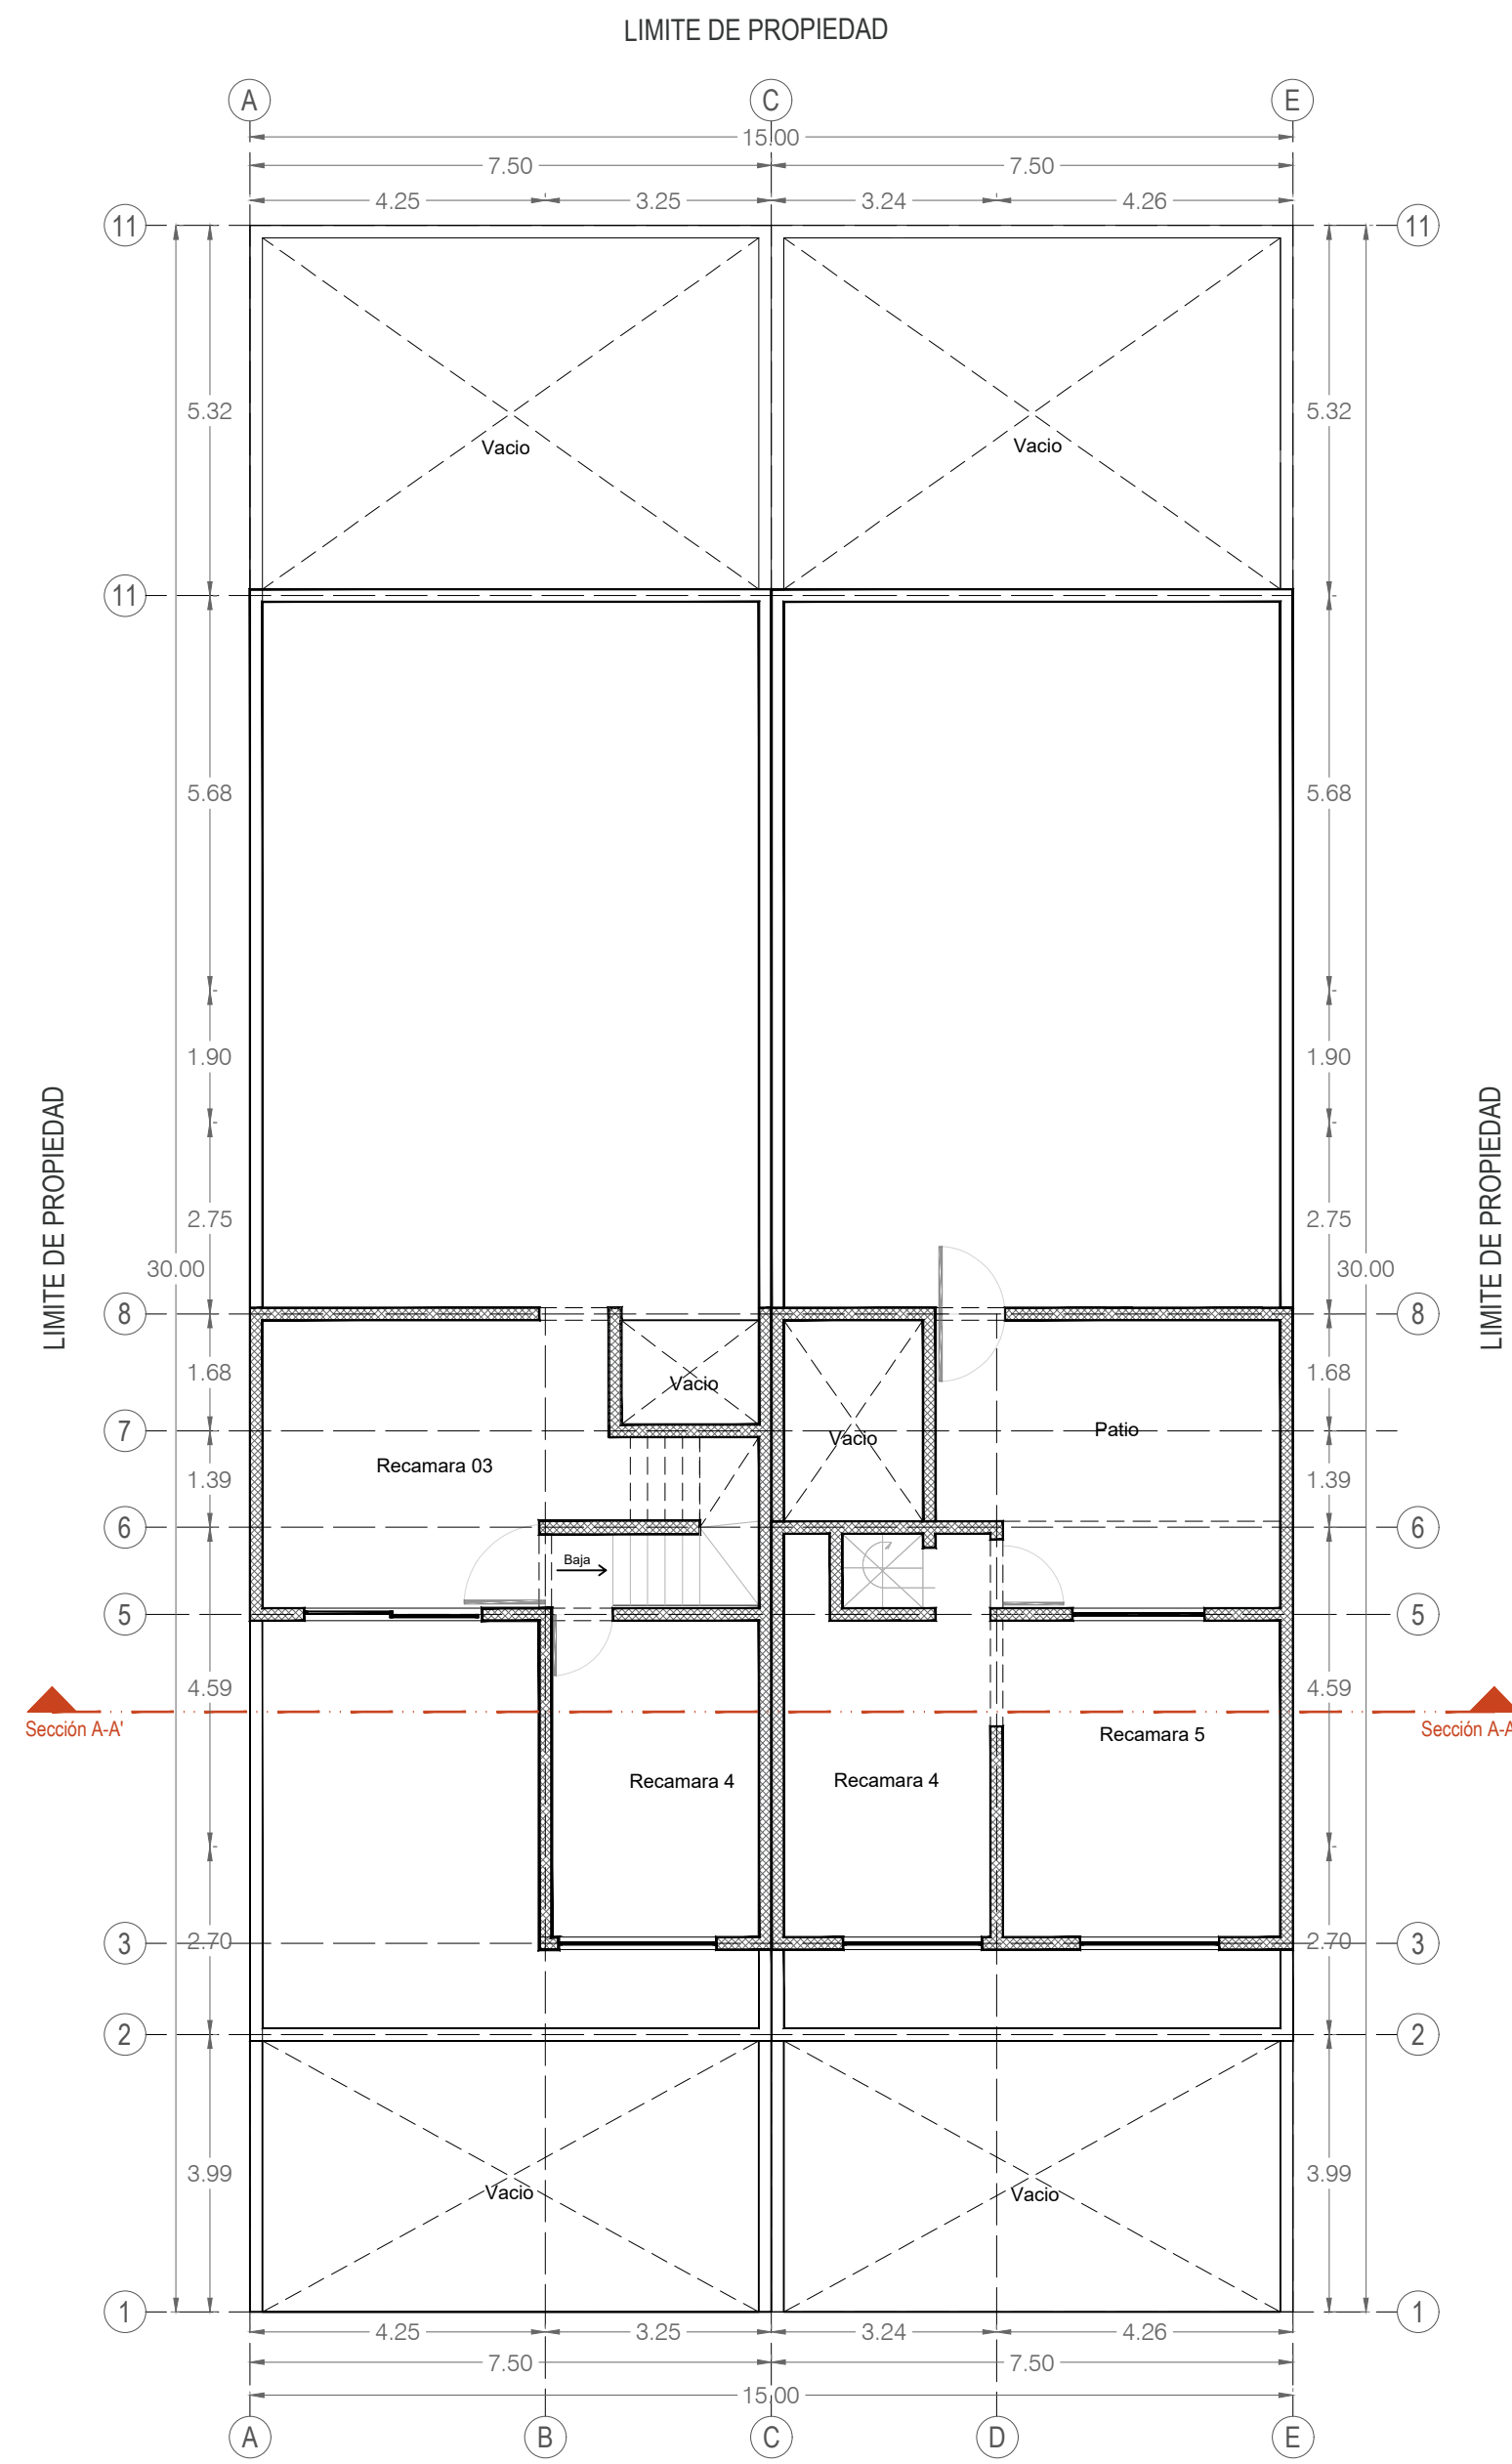 LIMITE DE PROPIEDAD
A C E
15.00
7.50 7.50
4.25 3.25 3.24 4.26
11 11
5.32 5.32
Vacio Vacio
11
5.68 5.68
1.90 1.90
LIMITE DE PROPIEDAD LIMITE DE PROPIEDAD
2.75 2.75
30.00 30.00
8 8
1.68 1.68
Vacio
7 Patio
Vacio
Recamara 03
1.39 1.39
6 6
Baja
5 5
4.59 4.59
Sección A-A' Sección A-A
Recamara 5
Recamara 4 Recamara 4
3 2.70 2.70 3
2 2
3.99 3.99
Vacio Vacio
1 1
4.25 3.25 3.24 4.26
7.50 7.50
15.00
A B C D E